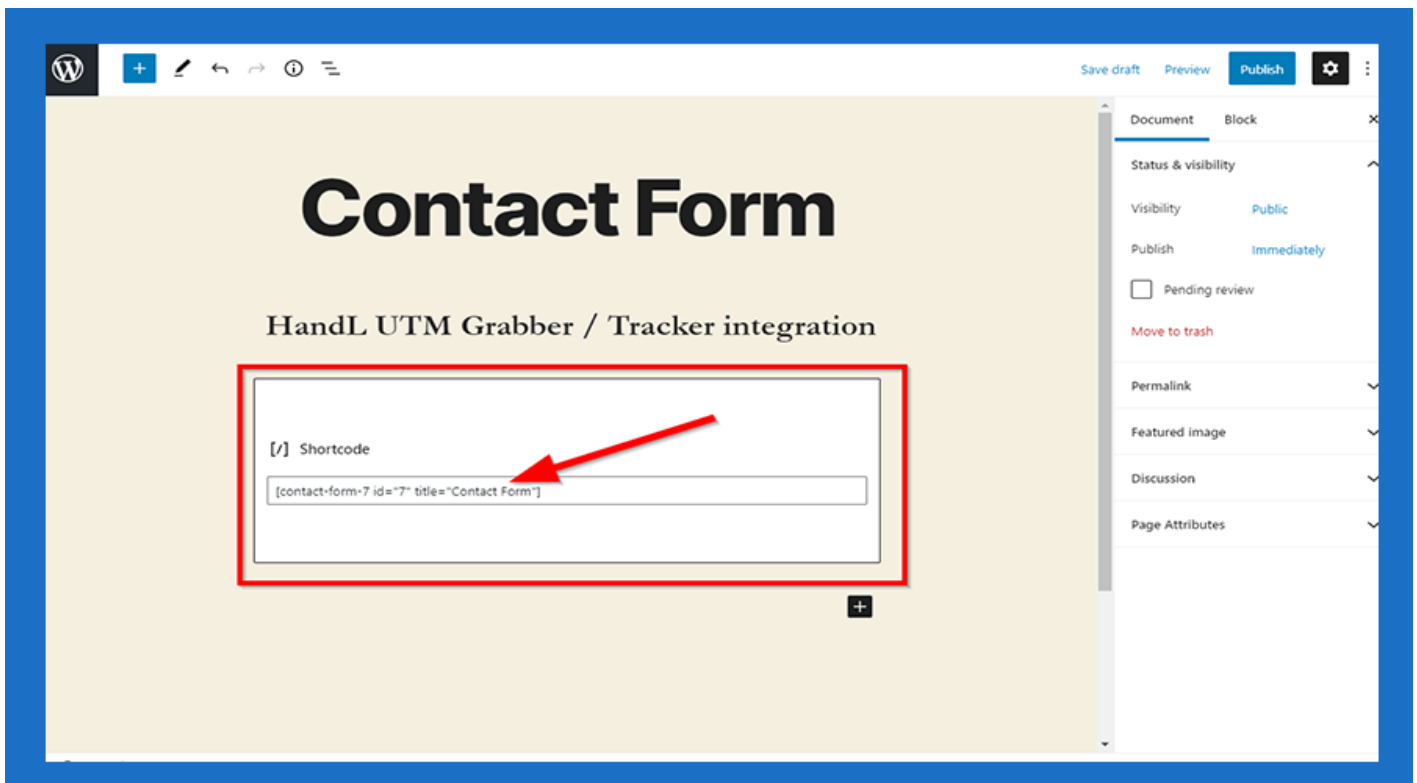 Save draft Preview Publish
Document Block
Status & visibility
Visibility Public
Publish Immediately
Pending review
Move to trash
Permalink
Featured image
Discussion
Page Attributes
Contact Form
HandL UTM Grabber / Tracker integration
[/] Shortcode
[contact-form-7 id="7" title="Contact Form"]